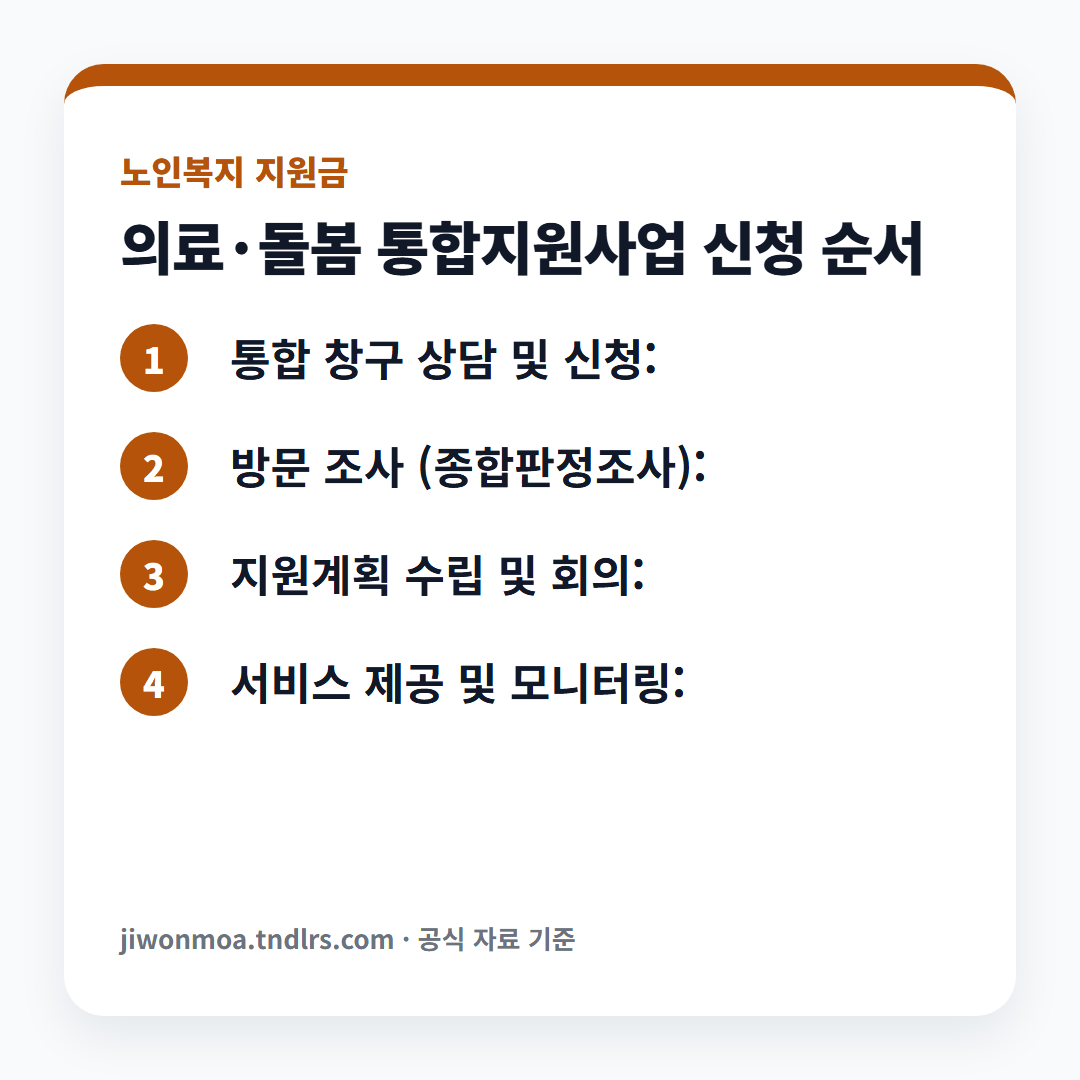 노인복지 지원금
의료·돌봄 통합지원사업 신청 순서
1 통합 창구 상담 및 신청:
2 방문 조사 (종합판정조사):
3 지원계획 수립 및 회의:
4 서비스 제공 및 모니터링:
jiwonmoa.tndlrs.com · 공식 자료 기준